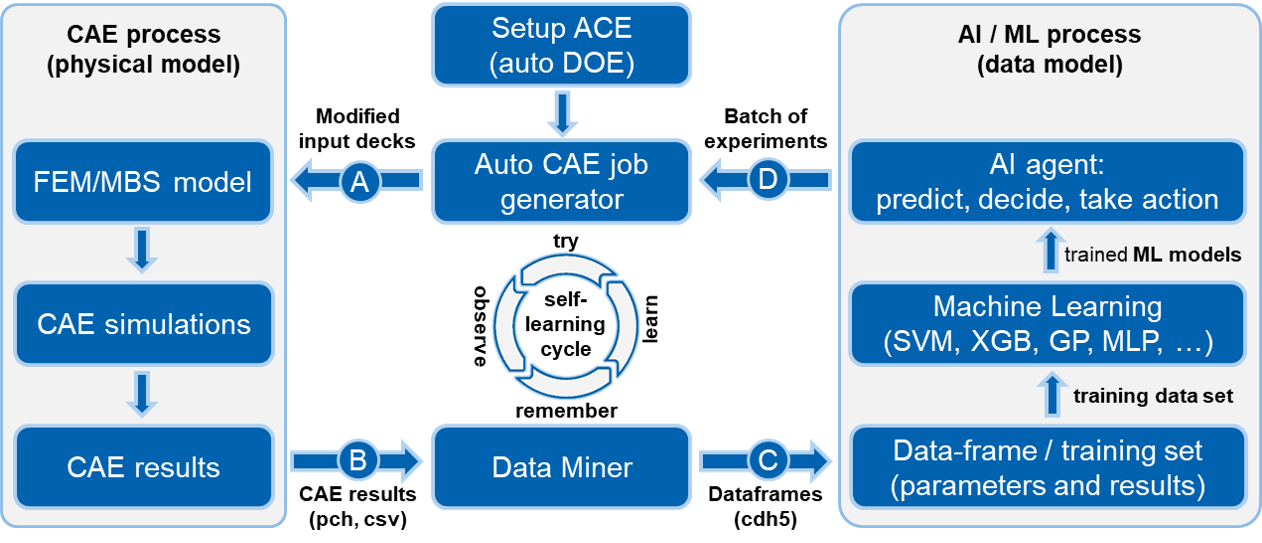 CAE process
(physical model)
FEM/MBS model
CAE simulations
CAE results
Setup ACE
(auto DOE)
Modified
input decks
A
Auto CAE job
generator
Batch of
experiments
D
try
observe
self-
learning
cycle
learn
remember
B
CAE results
(pch, csv)
Data Miner
C
Dataframes
(cdh5)
AI / ML process
(data model)
AI agent:
predict, decide, take action
trained ML models
Machine Learning
(SVM, XGB, GP, MLP, …)
training data set
Data-frame / training set
(parameters and results)